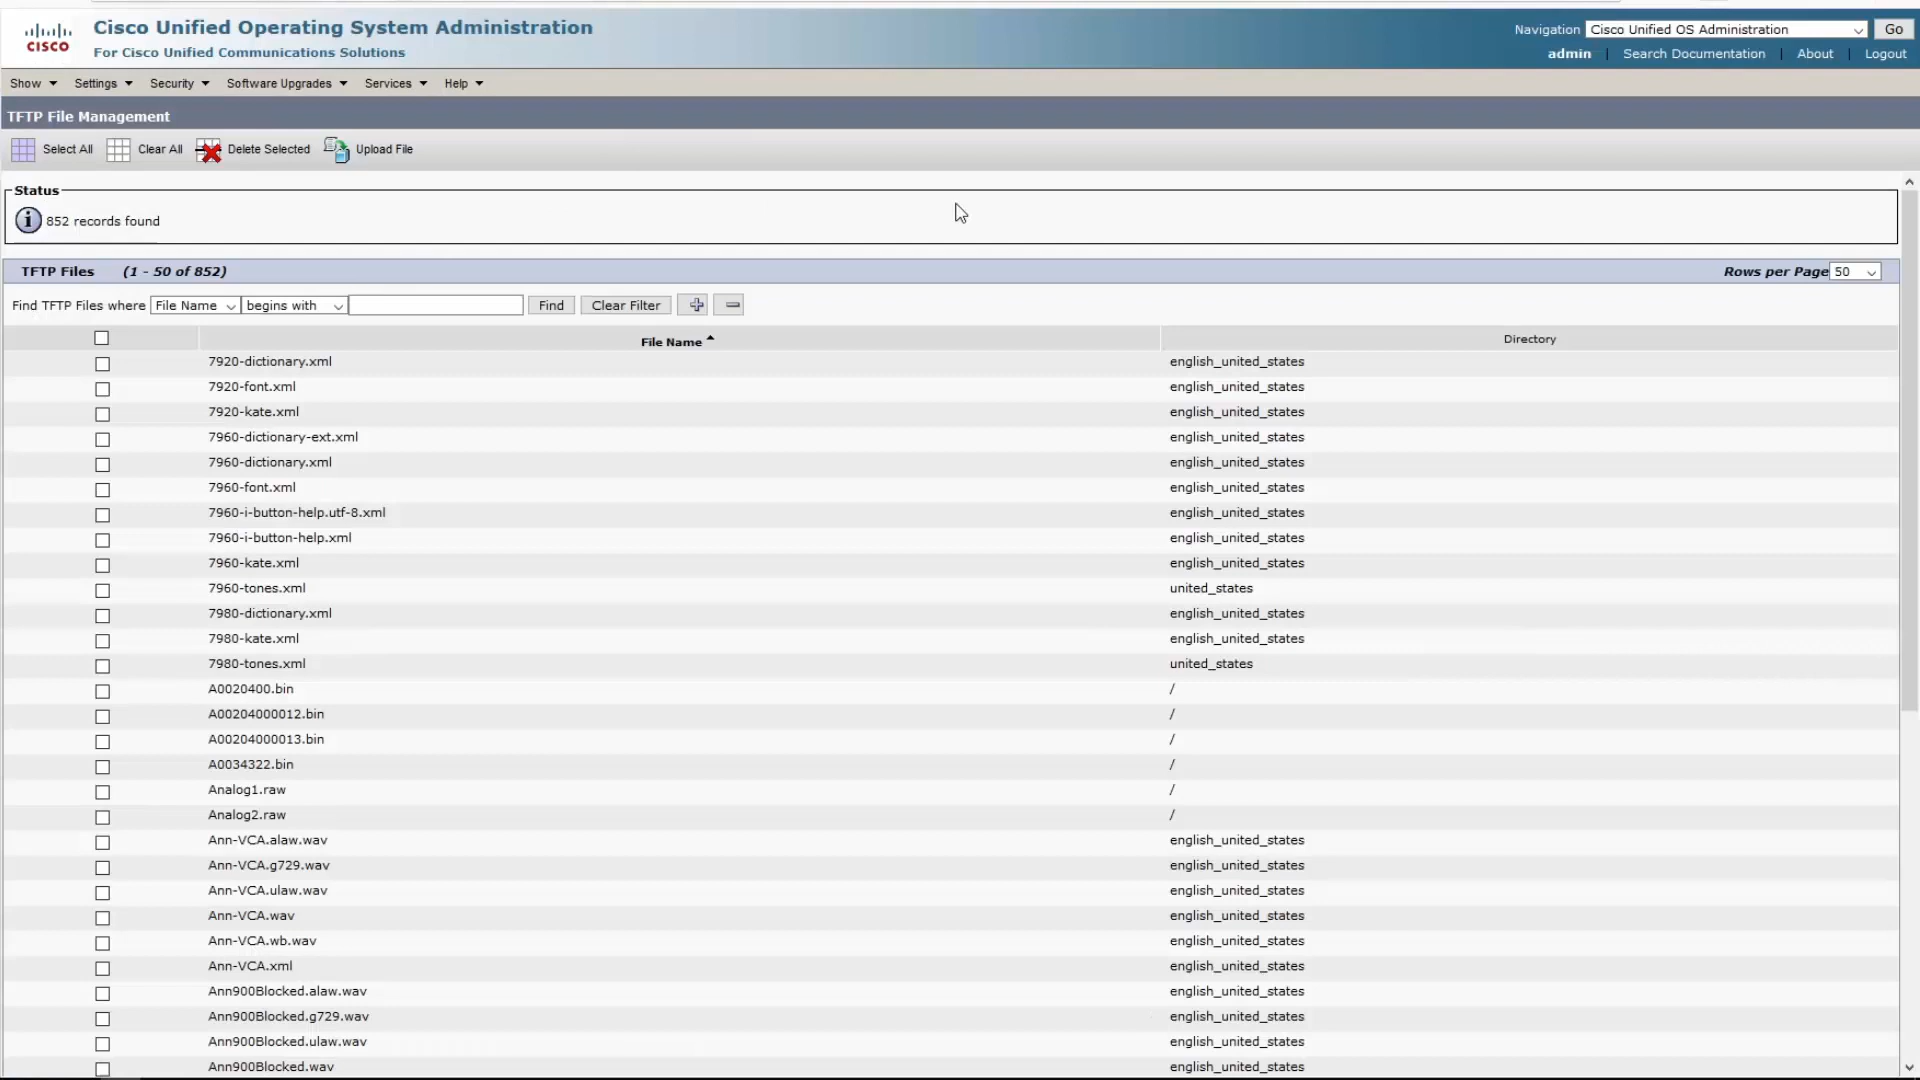 CISCO
Cisco Unified Operating System Administration
For Cisco Unified Communications Solutions
Navigation Cisco Unified OS Administration Go
admin | Search Documentation | About | Logout
Show Settings Security Software Upgrades Services Help
TFTP File Management
Select All Clear All Delete Selected Upload File
Status
852 records found
TFTP Files (1 - 50 of 852) Rows per Page 50
Find TFTP Files where File Name begins with Find Clear Filter
File Name Directory
7920-dictionary.xml english_united_states
7920-font.xml english_united_states
7920-kate.xml english_united_states
7960-dictionary-ext.xml english_united_states
7960-dictionary.xml english_united_states
7960-font.xml english_united_states
7960-i-button-help.utf-8.xml english_united_states
7960-i-button-help.xml english_united_states
7960-kate.xml english_united_states
7960-tones.xml united_states
7980-dictionary.xml english_united_states
7980-kate.xml english_united_states
7980-tones.xml united_states
A0020400.bin /
A00204000012.bin /
A00204000013.bin /
A0034322.bin /
Analog1.raw /
Analog2.raw /
Ann-VCA.alaw.wav english_united_states
Ann-VCA.g729.wav english_united_states
Ann-VCA.ulaw.wav english_united_states
Ann-VCA.wav english_united_states
Ann-VCA.wb.wav english_united_states
Ann-VCA.xml english_united_states
Ann900Blocked.alaw.wav english_united_states
Ann900Blocked.g729.wav english_united_states
Ann900Blocked.ulaw.wav english_united_states
Ann900Blocked.wav english_united_states